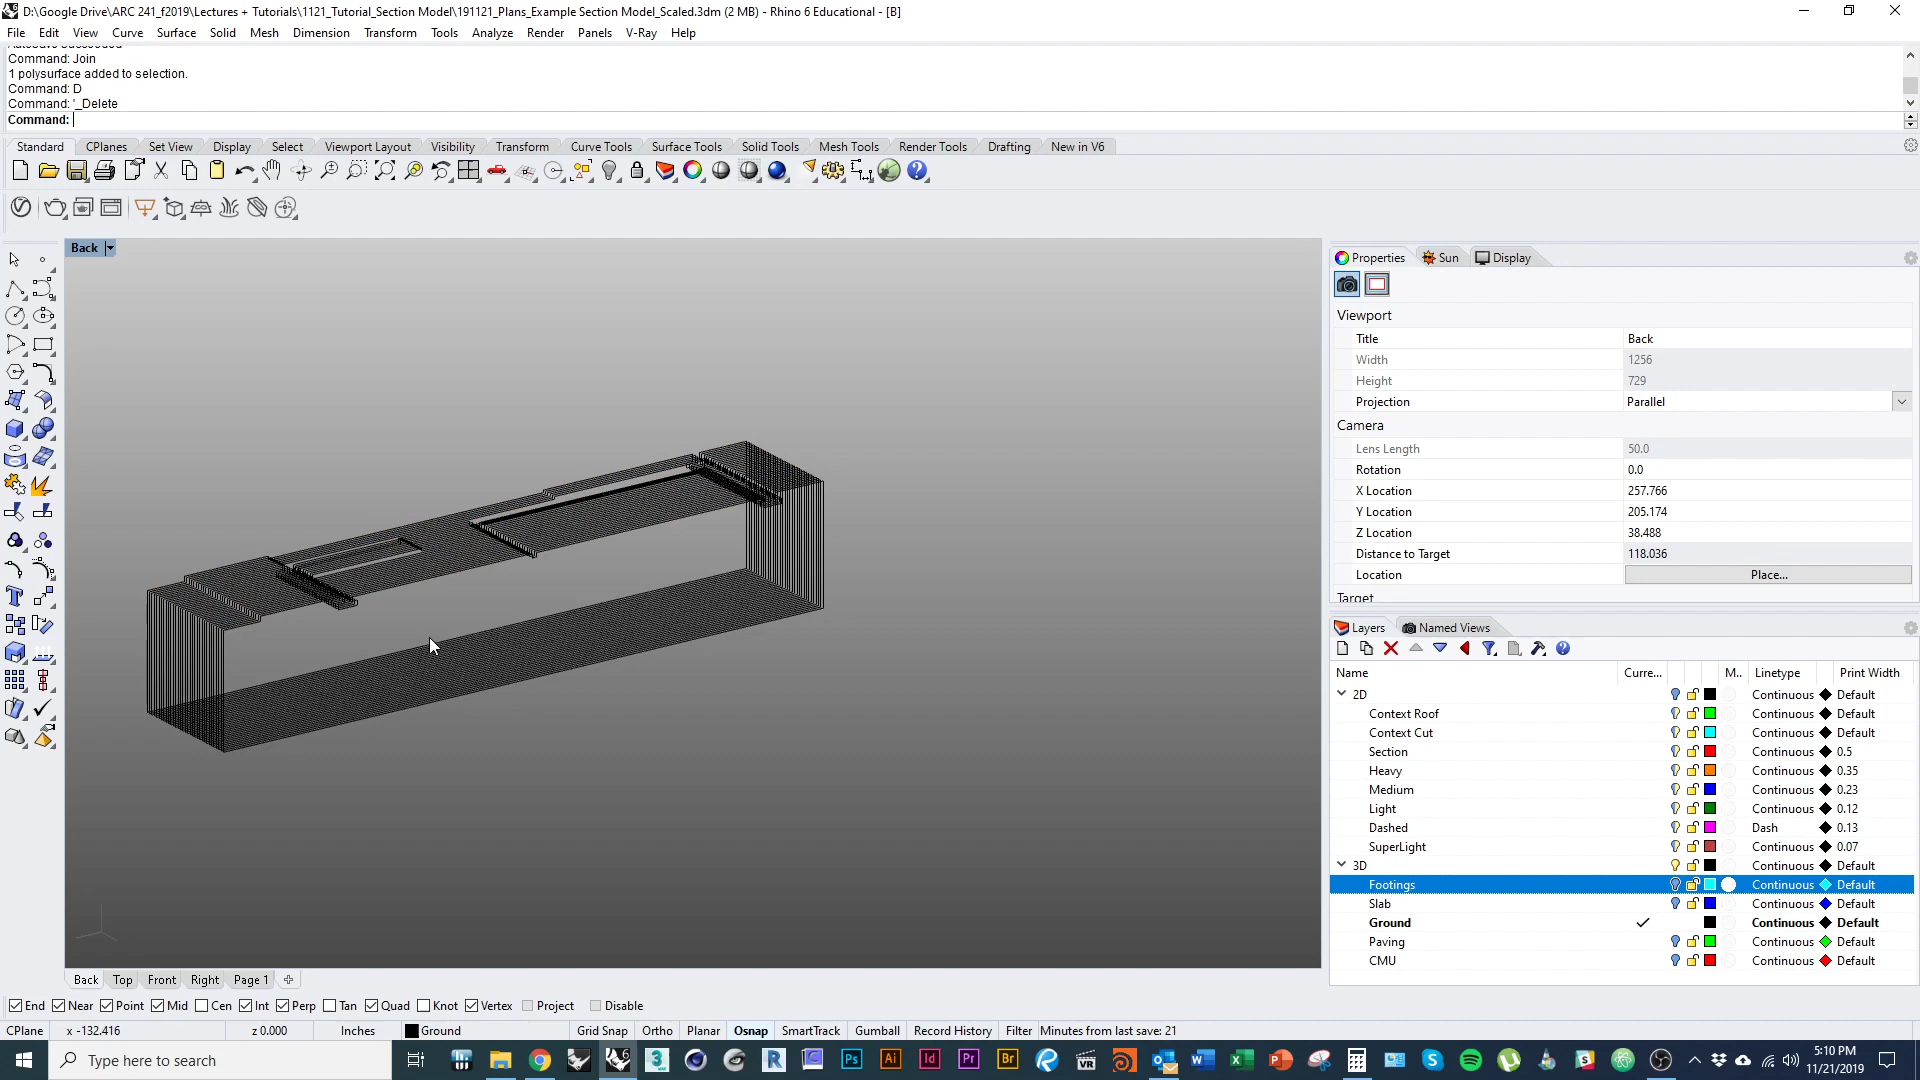 D:\Google Drive\ARC 241_f2019\Lectures + Tutorials\1121_Tutorial_Section Model\191121_Plans_Example Section Model_Scaled.3dm (2 MB) - Rhino 6 Educational - [B]
File Edit View Curve Surface Solid Mesh Dimension Transform Tools Analyze Render Panels V-Ray Help
Autosave succeeded
Command: Join
1 polysurface added to selection.
Command: D
Command: '_Delete
Command:
Standard CPlanes Set View Display Select Viewport Layout Visibility Transform Curve Tools Surface Tools Solid Tools Mesh Tools Render Tools Drafting New in V6
Back
Properties Sun Display
Viewport
Title Back
Width 1256
Height 729
Projection Parallel
Camera
Lens Length 50.0
Rotation 0.0
X Location 257.766
Y Location 205.174
Z Location 38.488
Distance to Target 118.036
Location Place...
Target
Layers Named Views
Name Curre... M.. Linetype Print Width
2D Continuous Default
Context Roof Continuous Default
Context Cut Continuous Default
Section Continuous 0.5
Heavy Continuous 0.35
Medium Continuous 0.23
Light Continuous 0.12
Dashed Dash 0.13
SuperLight Continuous 0.07
3D Continuous Default
Footings Continuous Default
Slab Continuous Default
Ground Continuous Default
Paving Continuous Default
CMU Continuous Default
Back Top Front Right Page 1
End Near Point Mid Cen Int Perp Tan Quad Knot Vertex Project Disable
CPlane x -132.416 z 0.000 Inches Ground Grid Snap Ortho Planar Osnap SmartTrack Gumball Record History Filter Minutes from last save: 21
Type here to search
5:10 PM
11/21/2019